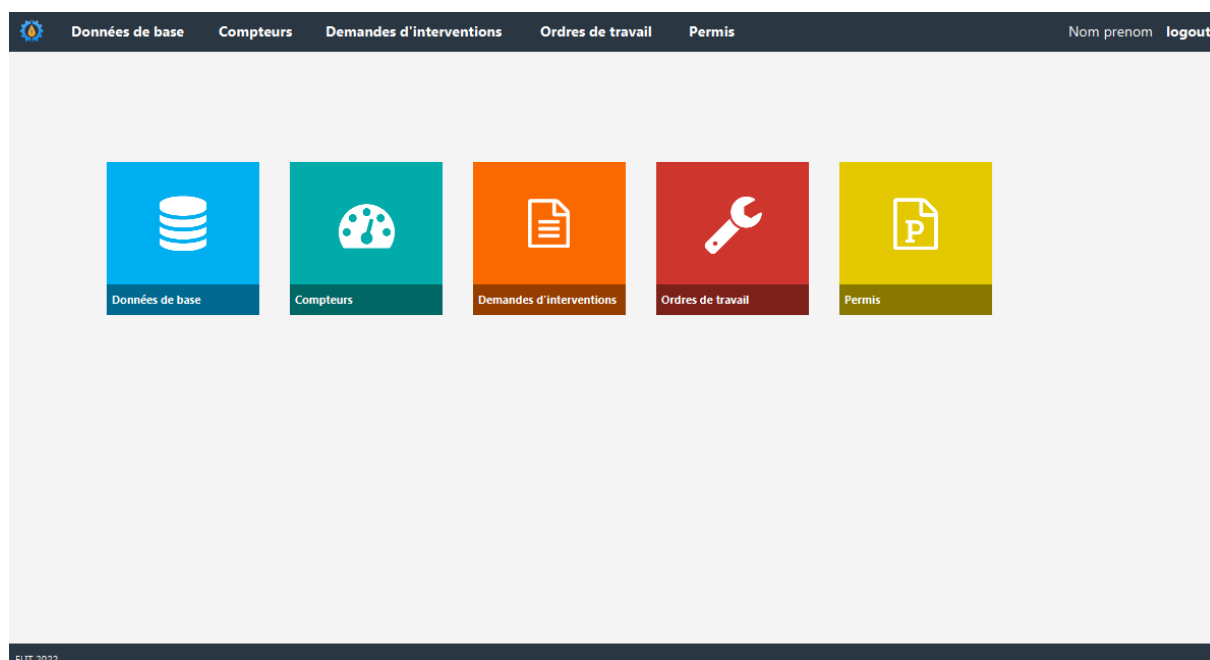 Données de base Compteurs Demandes d'interventions Ordres de travail Permis Nom prenom logout
P
Données de base Compteurs Demandes d'interventions Ordres de travail Permis
2022